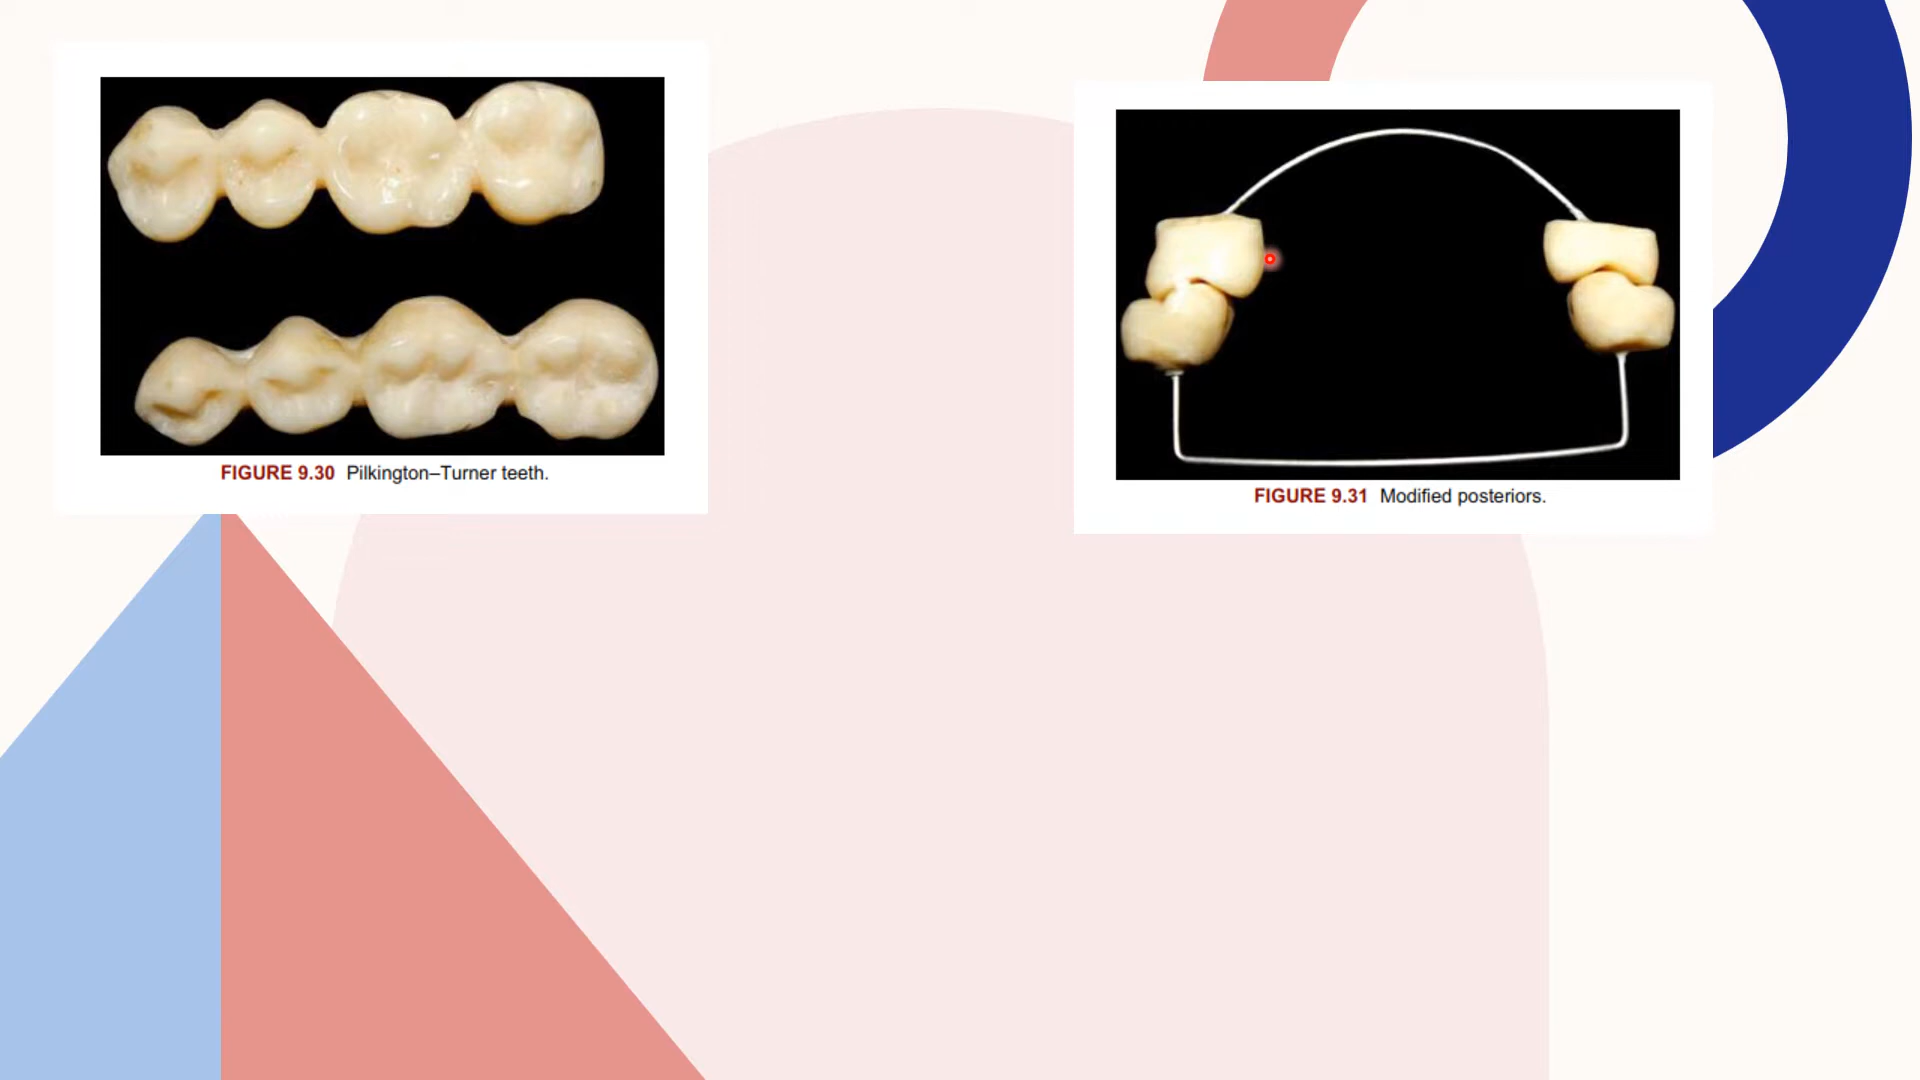 FIGURE 9.30 Pilkington–Turner teeth.
FIGURE 9.31 Modified posteriors.